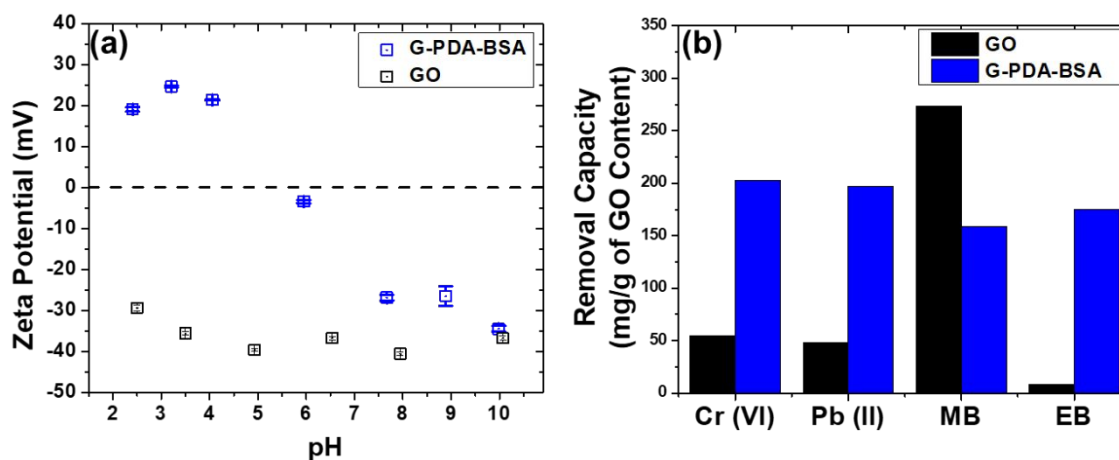 (a)
G-PDA-BSA
GO
Zeta Potential (mV)
40
30
20
10
0
-10
-20
-30
-40
-50
2 3 4 5 6 7 8 9 10
pH
(b)
GO
G-PDA-BSA
Removal Capacity
(mg/g of GO Content)
350
300
250
200
150
100
50
0
Cr (VI) Pb (II) MB EB